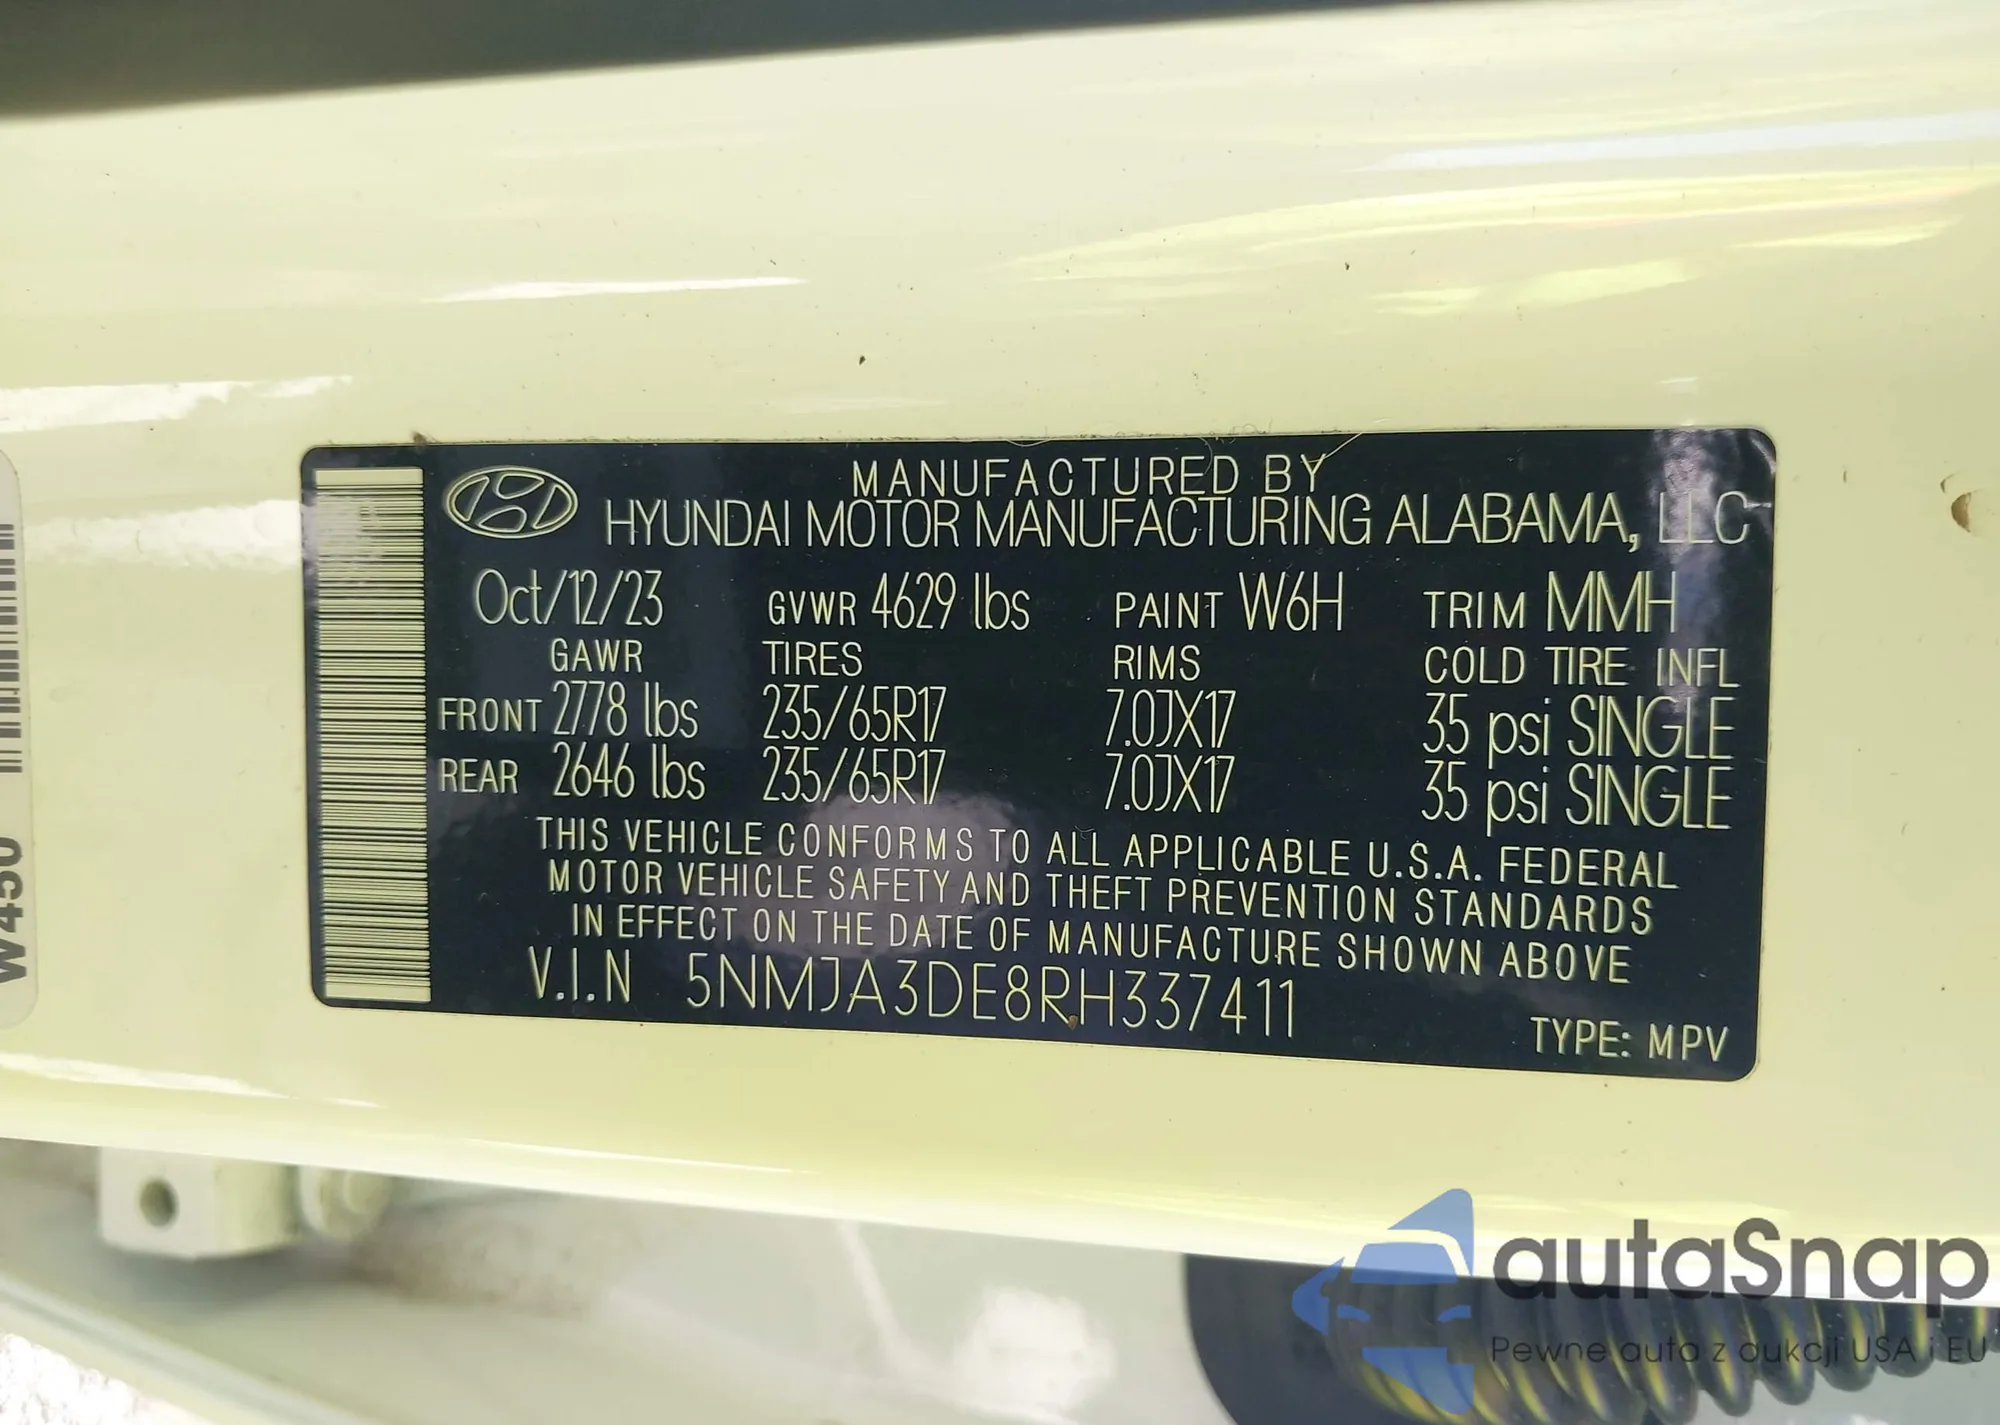 MANUFACTURED BY
HYUNDAI MOTOR MANUFACTURING ALABAMA, LLC
Oct/12/23 GVWR 4629 lbs PAINT W6H TRIM MMH
GAWR TIRES RIMS COLD TIRE INFL
FRONT 2778 lbs 235/65R17 7.0JX17 35 psi SINGLE
REAR 2646 lbs 235/65R17 7.0JX17 35 psi SINGLE
THIS VEHICLE CONFORMS TO ALL APPLICABLE U.S.A. FEDERAL
MOTOR VEHICLE SAFETY AND THEFT PREVENTION STANDARDS
IN EFFECT ON THE DATE OF MANUFACTURE SHOWN ABOVE
V.I.N 5NMJA3DE8RH337411
TYPE: MPV
W450
autaSnap
Pewne auta z aukcji USA i EU